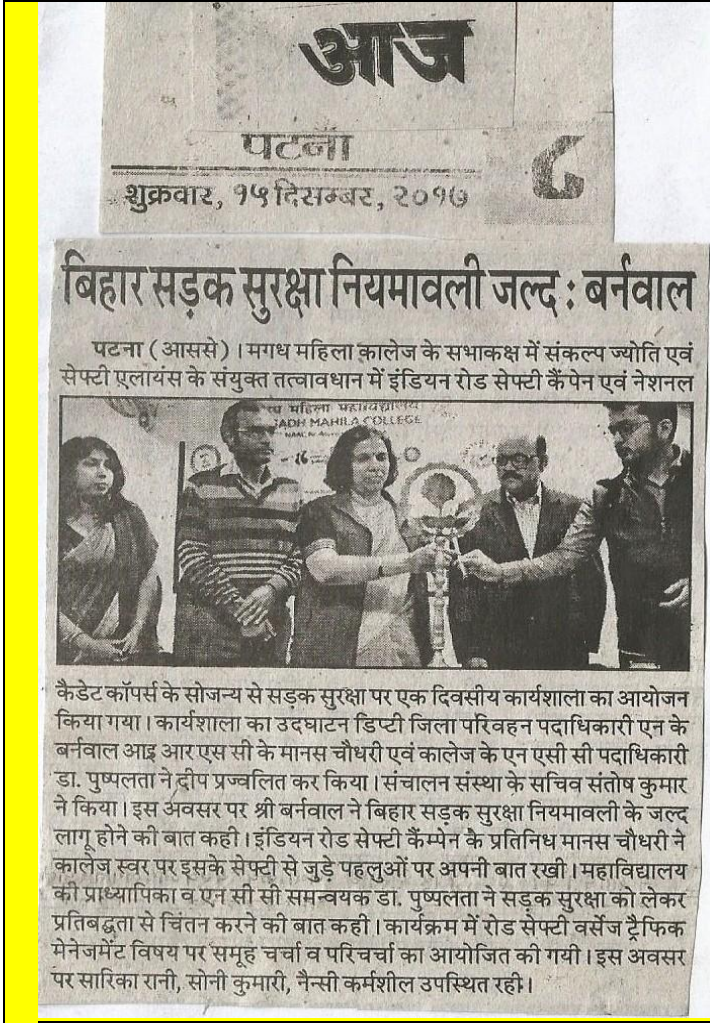 आज
पटना
शुक्रवार, १५ दिसम्बर, २०१७
८
बिहार सड़क सुरक्षा नियमावली जल्द : बर्नवाल
पटना (आससे)। मगध महिला कालेज के सभाकक्ष में संकल्प ज्योति एवं
सेफ्टी एलायंस के संयुक्त तत्वावधान में इंडियन रोड सेफ्टी कैंपेन एवं नेशनल
महिला महाविद्यालय
ADH MAHILA COLLEGE
कैडेट कॉपर्स के सोजन्य से सड़क सुरक्षा पर एक दिवसीय कार्यशाला का आयोजन
किया गया। कार्यशाला का उदघाटन डिप्टी जिला परिवहन पदाधिकारी एन के
बर्नवाल आइ आर एस सी के मानस चौधरी एवं कालेज के एन एसी सी पदाधिकारी
डा. पुष्पलता ने दीप प्रज्वलित कर किया। संचालन संस्था के सचिव संतोष कुमार
ने किया। इस अवसर पर श्री बर्नवाल ने बिहार सड़क सुरक्षा नियमावली के जल्द
लागू होने की बात कही। इंडियन रोड सेफ्टी कैंम्पेन के प्रतिनिध मानस चौधरी ने
कालेज स्वर पर इसके सेफ्टी से जुड़े पहलुओं पर अपनी बात रखी। महाविद्यालय
की प्राध्यापिका व एन सी सी समन्वयक डा. पुष्पलता ने सड़क सुरक्षा को लेकर
प्रतिबद्धता से चिंतन करने की बात कही। कार्यक्रम में रोड सेफ्टी वर्सेज ट्रैफिक
मेनेजमेंट विषय पर समूह चर्चा व परिचर्चा का आयोजित की गयी। इस अवसर
पर सारिका रानी, सोनी कुमारी, नैन्सी कर्मशील उपस्थित रही।